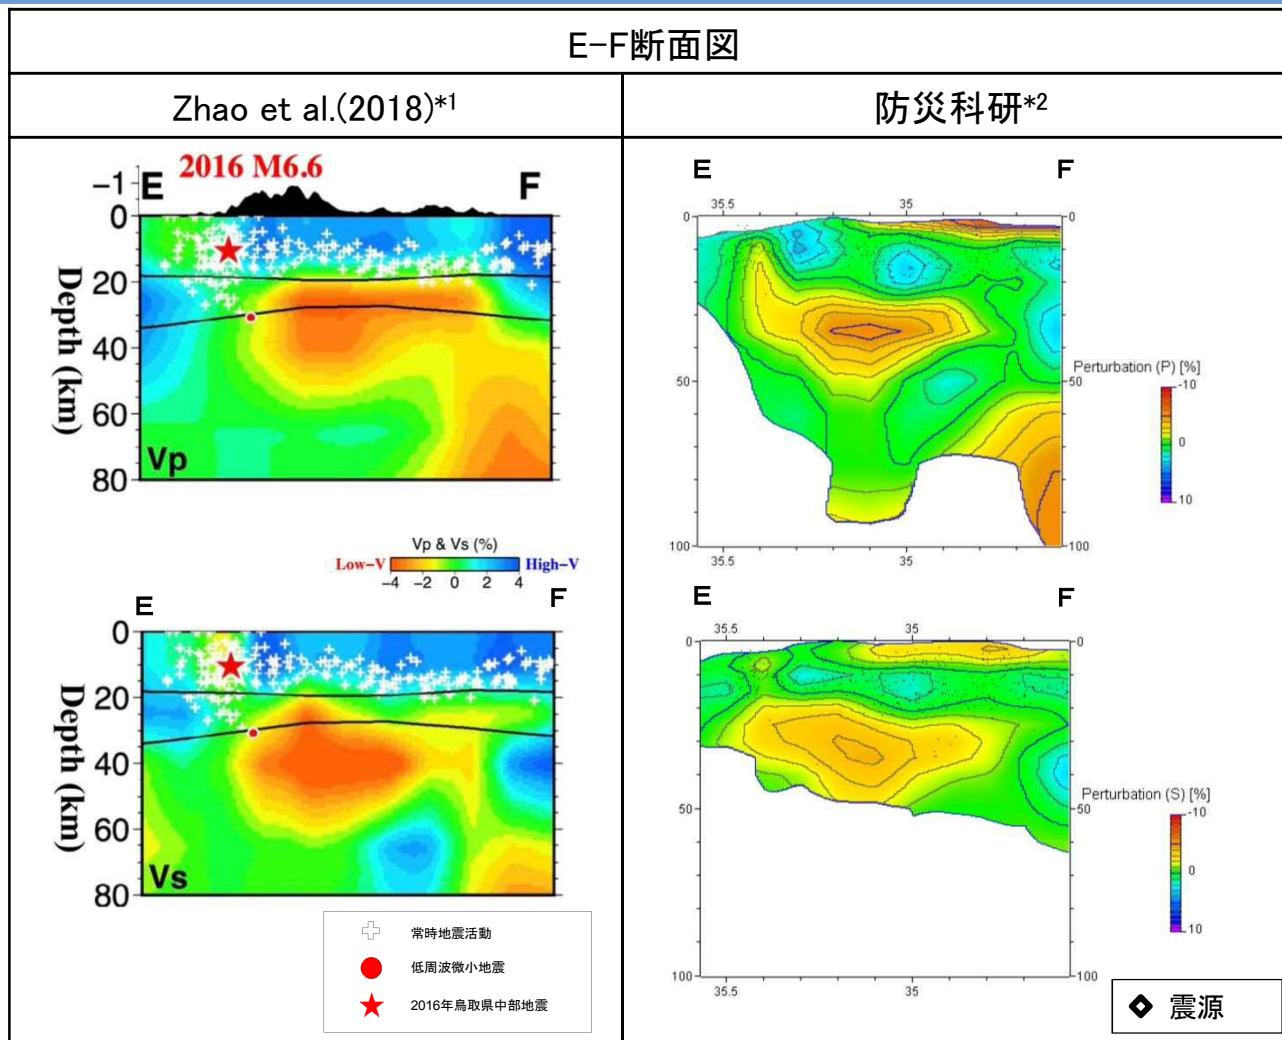 E-F断面図
Zhao et al.(2018)*1
防災科研*2
2016 M6.6
E
F
-1
0
20
40
60
80
Depth (km)
Vp
Vp & Vs (%)
Low-V
High-V
-4 -2 0 2 4
E
F
0
20
40
60
80
Depth (km)
Vs
常時地震活動
低周波微小地震
2016年鳥取県中部地震
E
F
35.5
35
0
0
50
50
100
100
35.5
35
Perturbation (P) [%]
-10
0
10
E
F
35.5
35
0
0
50
50
100
100
35.5
35
Perturbation (S) [%]
-10
0
10
震源